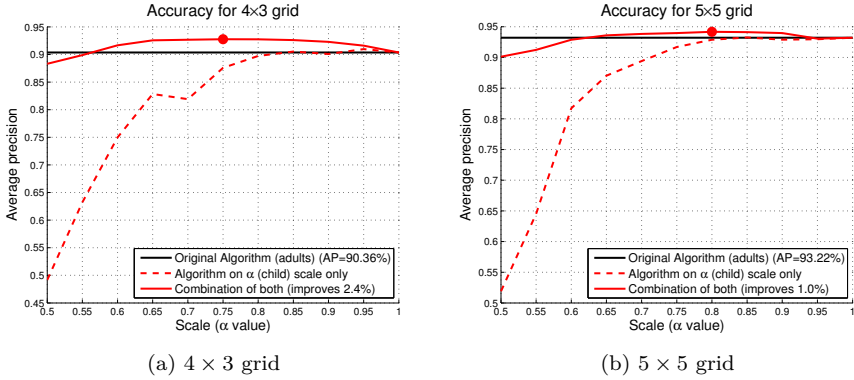 Accuracy for 4×3 grid
Average precision
0.95
0.9
0.85
0.8
0.75
0.7
0.65
0.6
0.55
0.5
0.45
0.5 0.55 0.6 0.65 0.7 0.75 0.8 0.85 0.9 0.95 1
Scale (α value)
Original Algorithm (adults) (AP=90.36%)
Algorithm on α (child) scale only
Combination of both (improves 2.4%)
(a) 4 × 3 grid
Accuracy for 5×5 grid
Average precision
0.95
0.9
0.85
0.8
0.75
0.7
0.65
0.6
0.55
0.5
0.5 0.55 0.6 0.65 0.7 0.75 0.8 0.85 0.9 0.95 1
Scale (α value)
Original Algorithm (adults) (AP=93.22%)
Algorithm on α (child) scale only
Combination of both (improves 1.0%)
(b) 5 × 5 grid